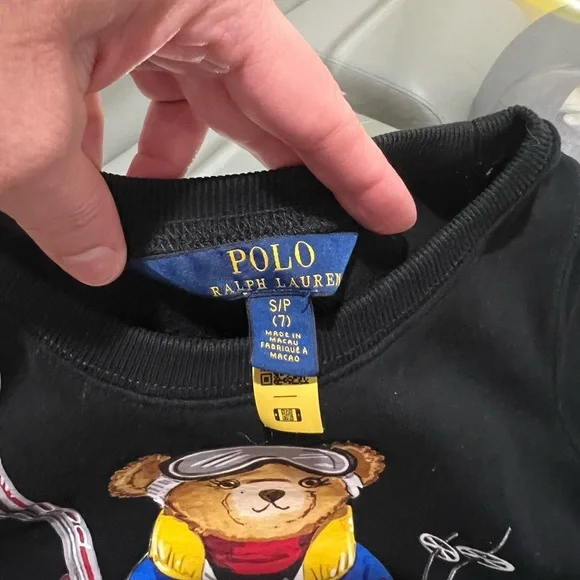 POLO
RALPH LAUREN
S/P
(7)
MADE IN
MACAU
FABRIQUÉ À
MACAO